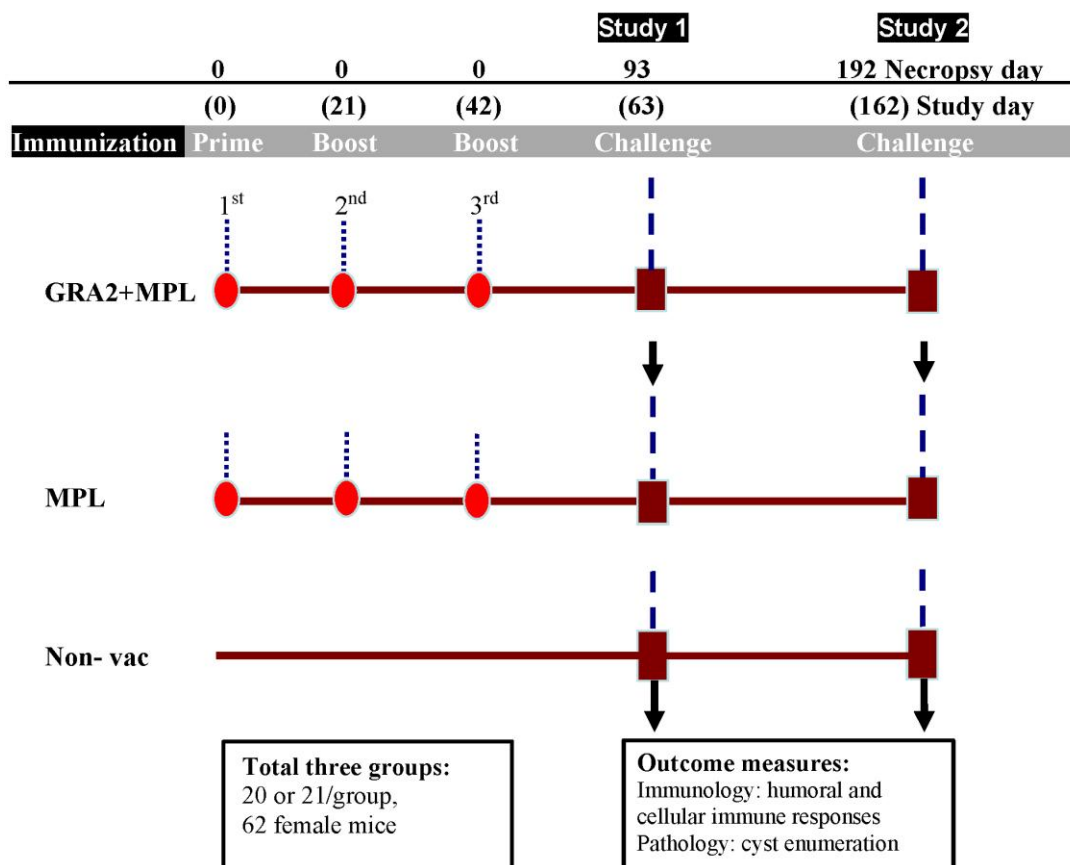 Study 1 Study 2
0 0 0 93 192 Necropsy day
(0) (21) (42) (63) (162) Study day
Immunization Prime Boost Boost Challenge Challenge
1st 2nd 3rd
GRA2+MPL
MPL
Non- vac
Total three groups:
20 or 21/group,
62 female mice
Outcome measures:
Immunology: humoral and
cellular immune responses
Pathology: cyst enumeration